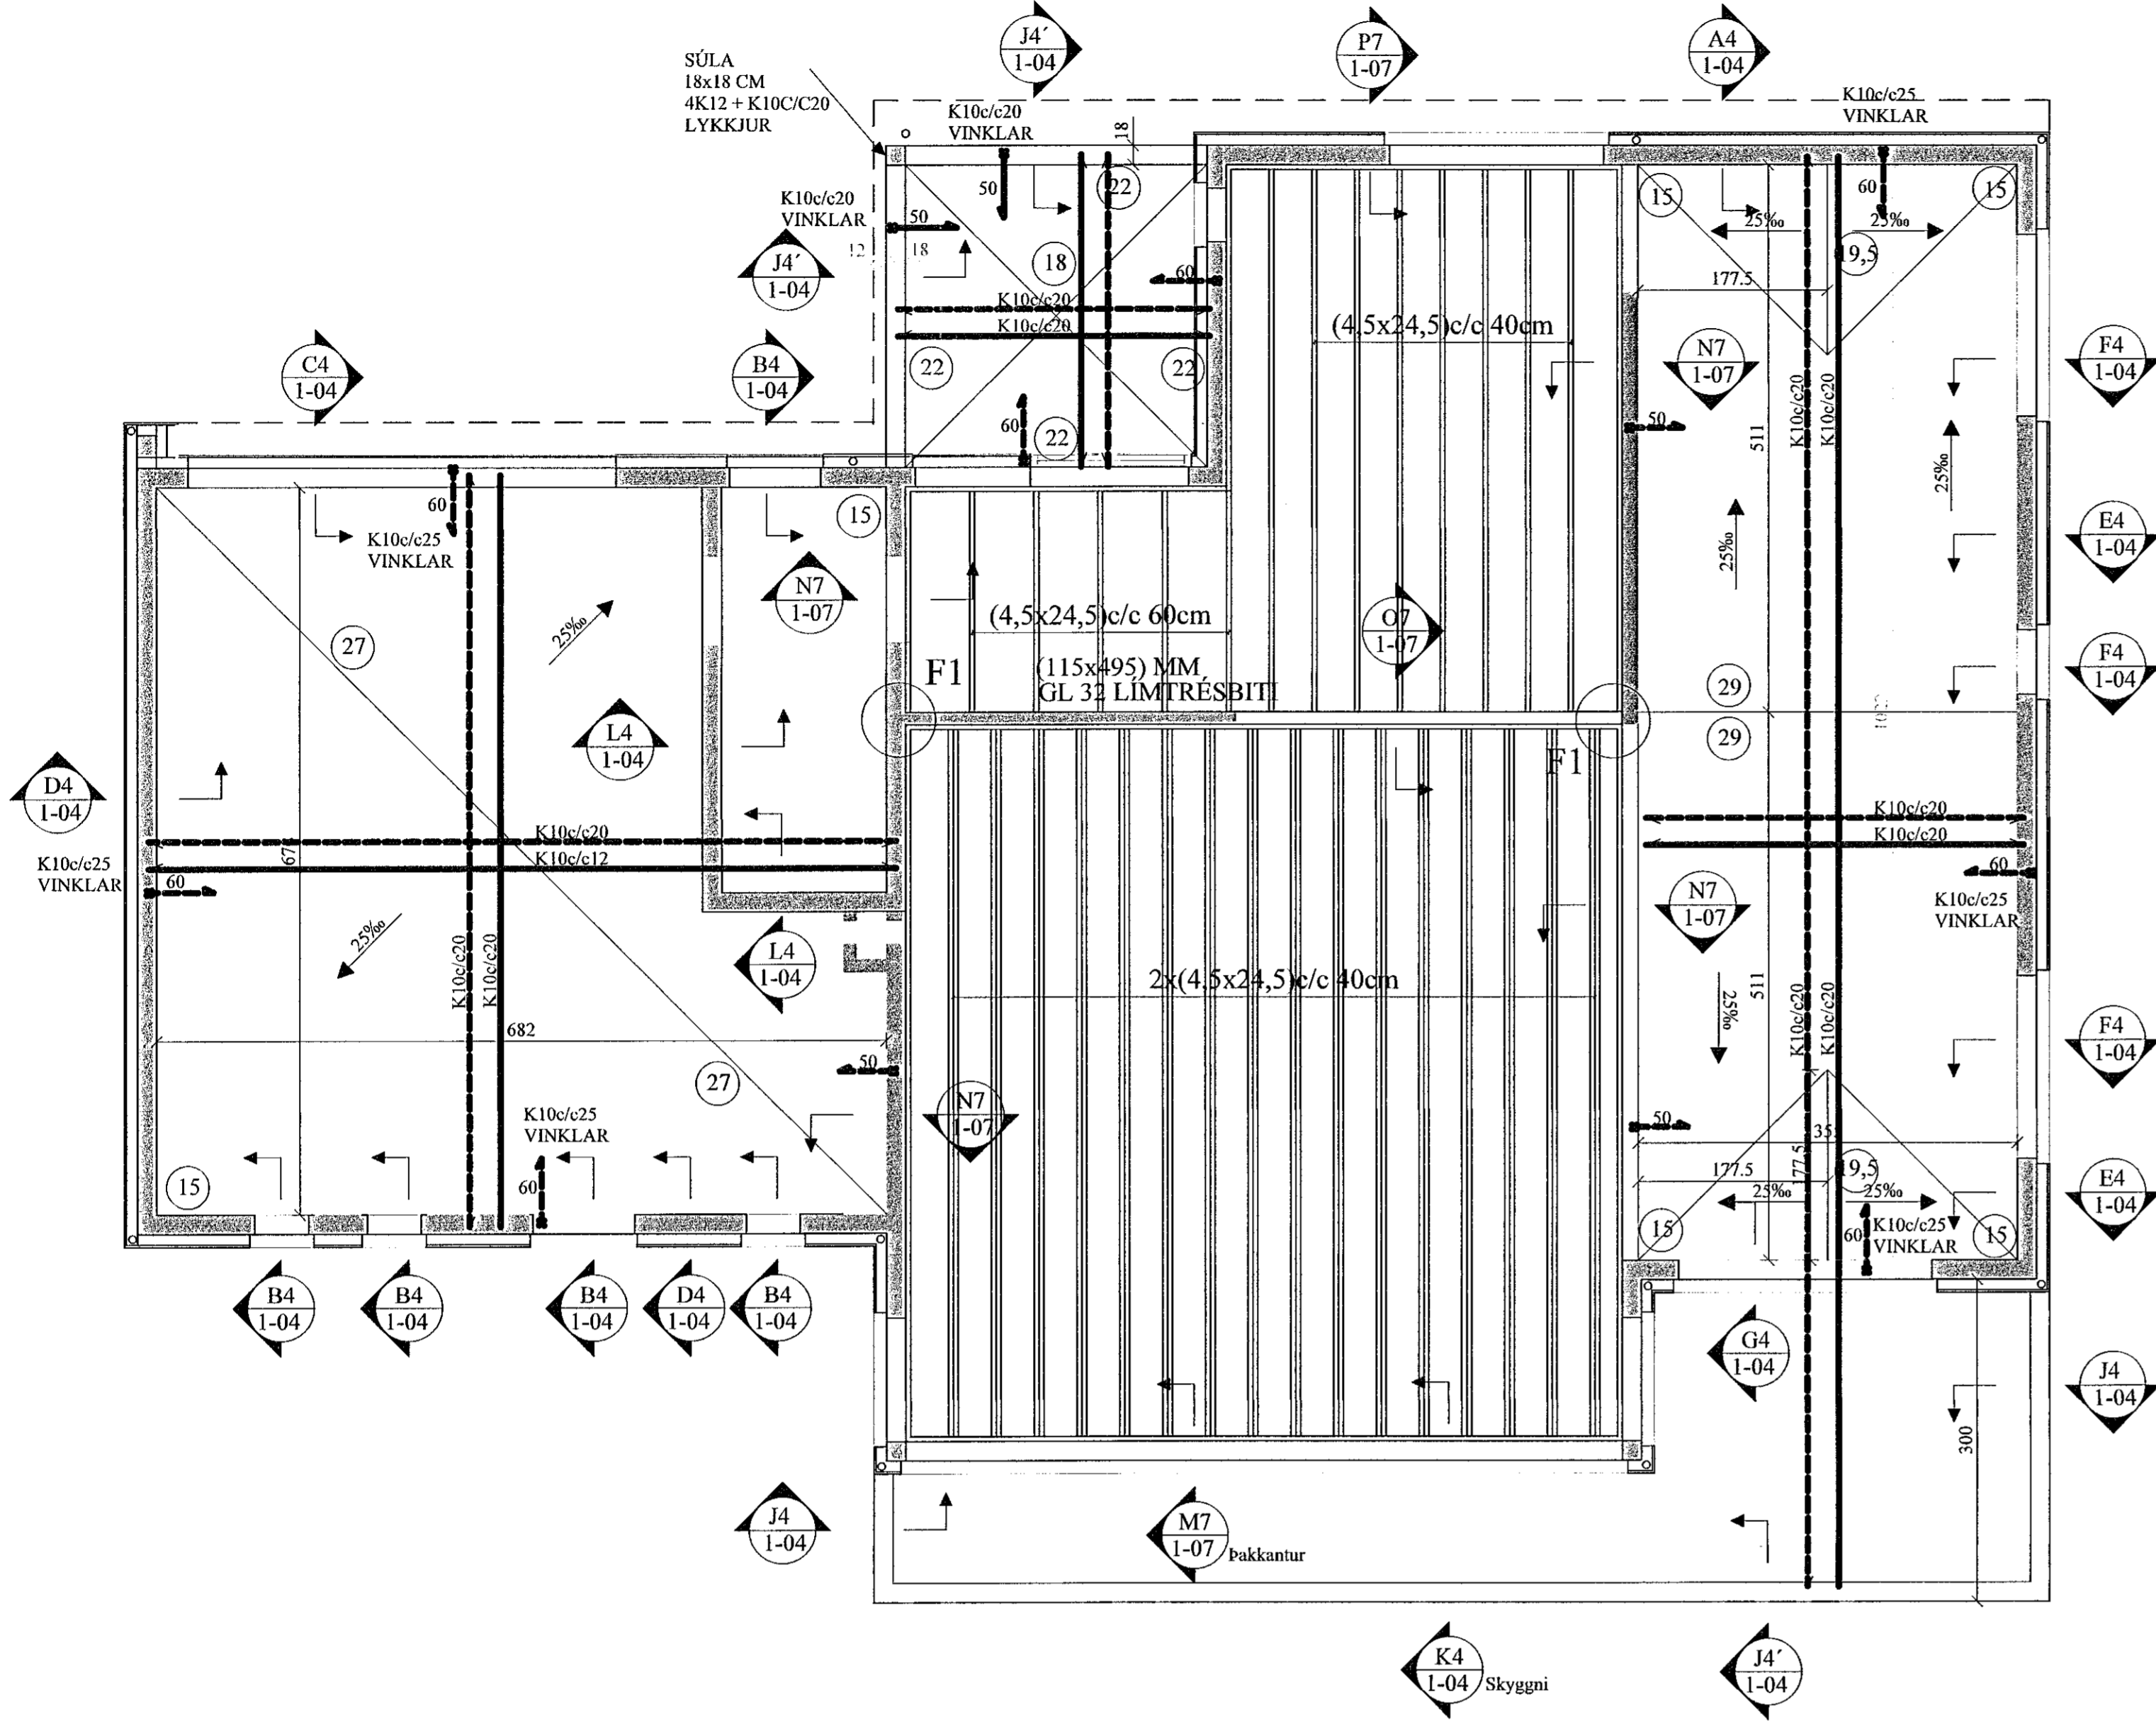 J4´
1-04
P7
1-07
A4
1-04
SÚLA
18x18 CM
4K12 + K10C/C20
LYKKJUR
K10c/c20
VINKLAR
18
K10c/c25
VINKLAR
50
22
60
15
15
25‰
25‰
K10c/c20
VINKLAR
50
12
18
J4´
1-04
18
60
19,5
177.5
K10c/c20
K10c/c20
(4,5x24,5)c/c 40cm
C4
1-04
B4
1-04
22
22
N7
1-07
F4
1-04
K10c/c20
K10c/c20
60
22
50
511
25‰
60
15
K10c/c25
VINKLAR
25‰
E4
1-04
N7
1-07
(4,5x24,5)c/c 60cm
O7
1-07
25‰
27
F1
(115x495) MM
GL 32 LÍMTRÉSBITI
29
F4
1-04
L4
1-04
29
F1
D4
1-04
K10c/c20
K10c/c12
K10c/c20
K10c/c20
K10c/c25
VINKLAR
60
60
N7
1-07
K10c/c25
VINKLAR
25‰
K10c/c20
K10c/c20
L4
1-04
2x(4,5x24,5)c/c 40cm
511
25‰
K10c/c20
K10c/c20
682
F4
1-04
50
27
N7
1-07
K10c/c25
VINKLAR
50
177.5
177.5
19,5
60
15
25‰
25‰
E4
1-04
15
60
K10c/c25
VINKLAR
15
B4
1-04
B4
1-04
B4
1-04
D4
1-04
B4
1-04
G4
1-04
J4
1-04
300
J4
1-04
M7
1-07
Þakkantur
K4
1-04
Skyggni
J4´
1-04